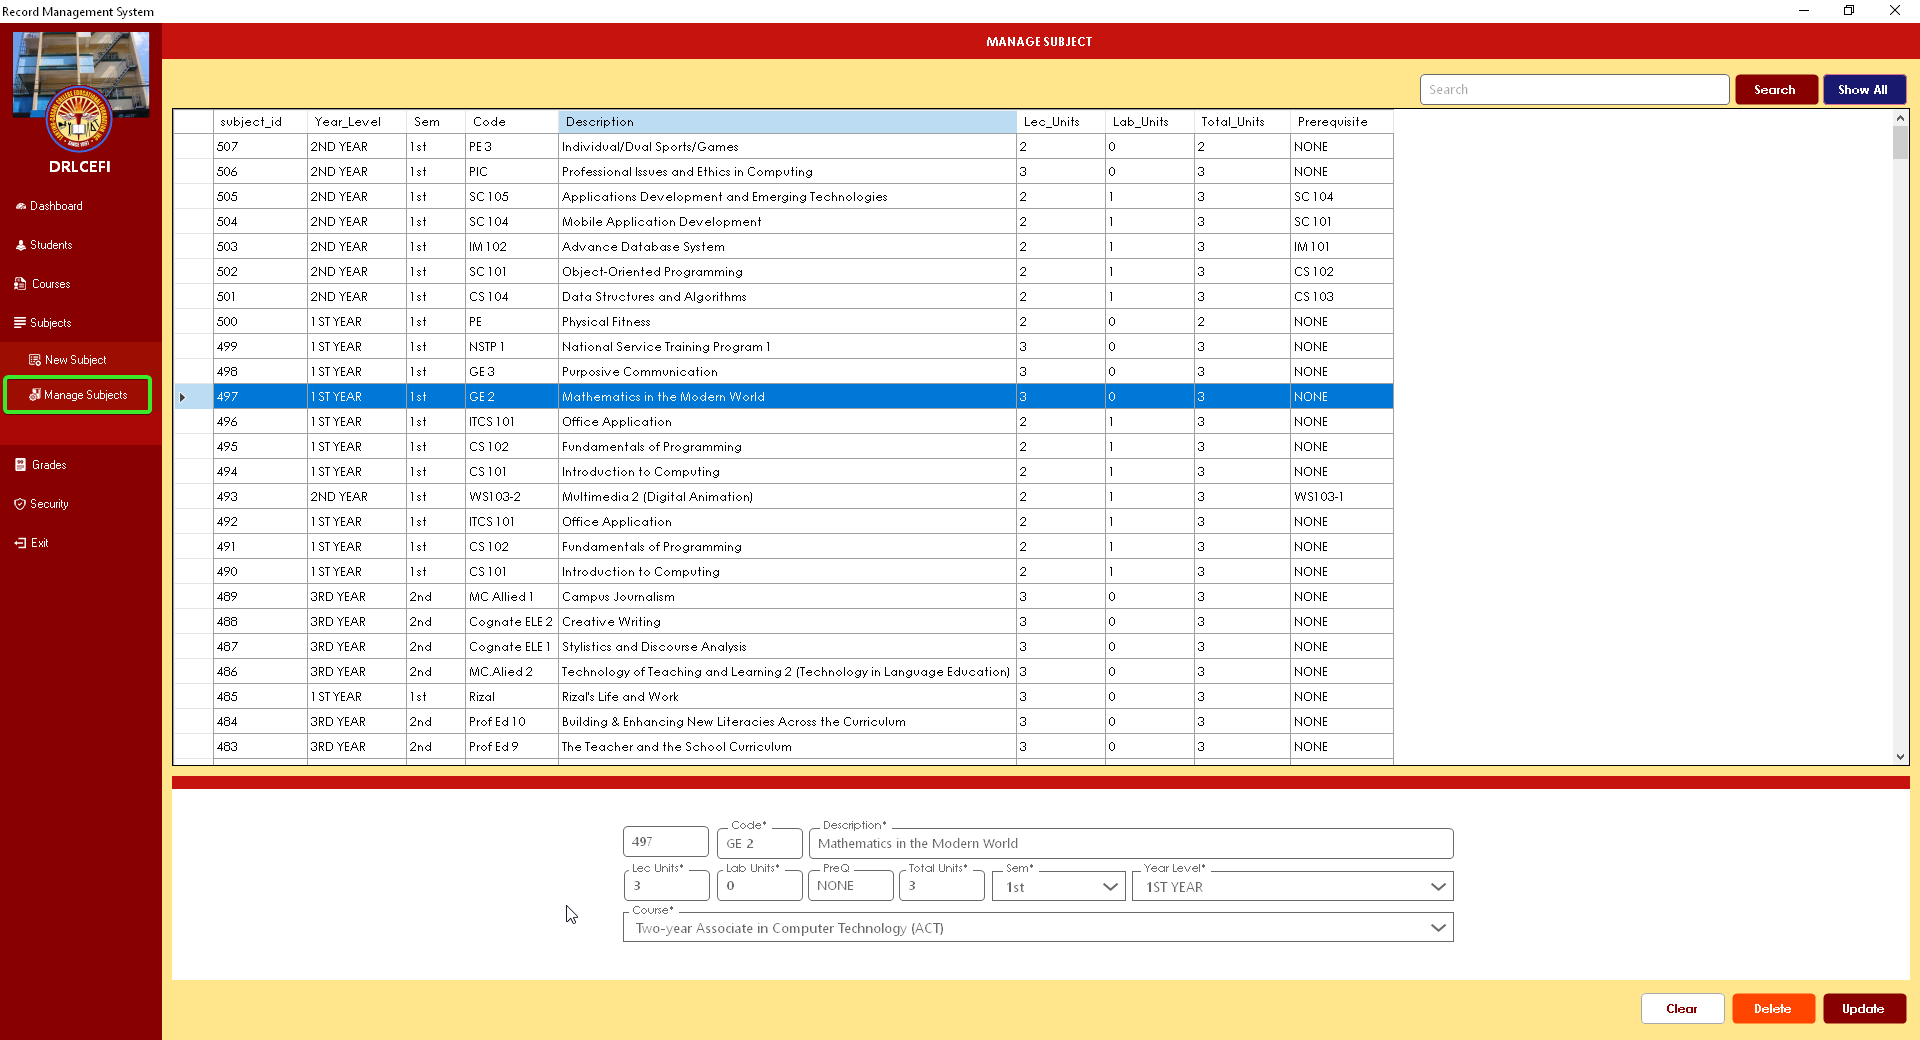 Record Management System
MANAGE SUBJECT
DRLCEFI
Dashboard
Students
Courses
Subjects
New Subject
Manage Subjects
Grades
Security
Exit
Search Search Show All
subject_id Year_Level Sem Code Description Lec_Units Lab_Units Total_Units Prerequisite
507 2ND YEAR 1st PE 3 Individual/Dual Sports/Games 2 0 2 NONE
506 2ND YEAR 1st PIC Professional Issues and Ethics in Computing 3 0 3 NONE
505 2ND YEAR 1st SC 105 Applications Development and Emerging Technologies 2 1 3 SC 104
504 2ND YEAR 1st SC 104 Mobile Application Development 2 1 3 SC 101
503 2ND YEAR 1st IM 102 Advance Database System 2 1 3 IM 101
502 2ND YEAR 1st SC 101 Object-Oriented Programming 2 1 3 CS 102
501 2ND YEAR 1st CS 104 Data Structures and Algorithms 2 1 3 CS 103
500 1ST YEAR 1st PE Physical Fitness 2 0 2 NONE
499 1ST YEAR 1st NSTP 1 National Service Training Program 1 3 0 3 NONE
498 1ST YEAR 1st GE 3 Purposive Communication 3 0 3 NONE
497 1ST YEAR 1st GE 2 Mathematics in the Modern World 3 0 3 NONE
496 1ST YEAR 1st ITCS 101 Office Application 2 1 3 NONE
495 1ST YEAR 1st CS 102 Fundamentals of Programming 2 1 3 NONE
494 1ST YEAR 1st CS 101 Introduction to Computing 2 1 3 NONE
493 2ND YEAR 1st WS103-2 Multimedia 2 (Digital Animation) 2 1 3 WS103-1
492 1ST YEAR 1st ITCS 101 Office Application 2 1 3 NONE
491 1ST YEAR 1st CS 102 Fundamentals of Programming 2 1 3 NONE
490 1ST YEAR 1st CS 101 Introduction to Computing 2 1 3 NONE
489 3RD YEAR 2nd MC Allied 1 Campus Journalism 3 0 3 NONE
488 3RD YEAR 2nd Cognate ELE 2 Creative Writing 3 0 3 NONE
487 3RD YEAR 2nd Cognate ELE 1 Stylistics and Discourse Analysis 3 0 3 NONE
486 3RD YEAR 2nd MC.Alied 2 Technology of Teaching and Learning 2 (Technology in Language Education) 3 0 3 NONE
485 1ST YEAR 1st Rizal Rizal's Life and Work 3 0 3 NONE
484 3RD YEAR 2nd Prof Ed 10 Building & Enhancing New Literacies Across the Curriculum 3 0 3 NONE
483 3RD YEAR 2nd Prof Ed 9 The Teacher and the School Curriculum 3 0 3 NONE
Code* Description*
497 GE 2 Mathematics in the Modern World
Lec Units* Lab Units* PreQ Total Units* Sem* Year Level*
3 0 NONE 3 1st 1ST YEAR
Course*
Two-year Associate in Computer Technology (ACT)
Clear Delete Update